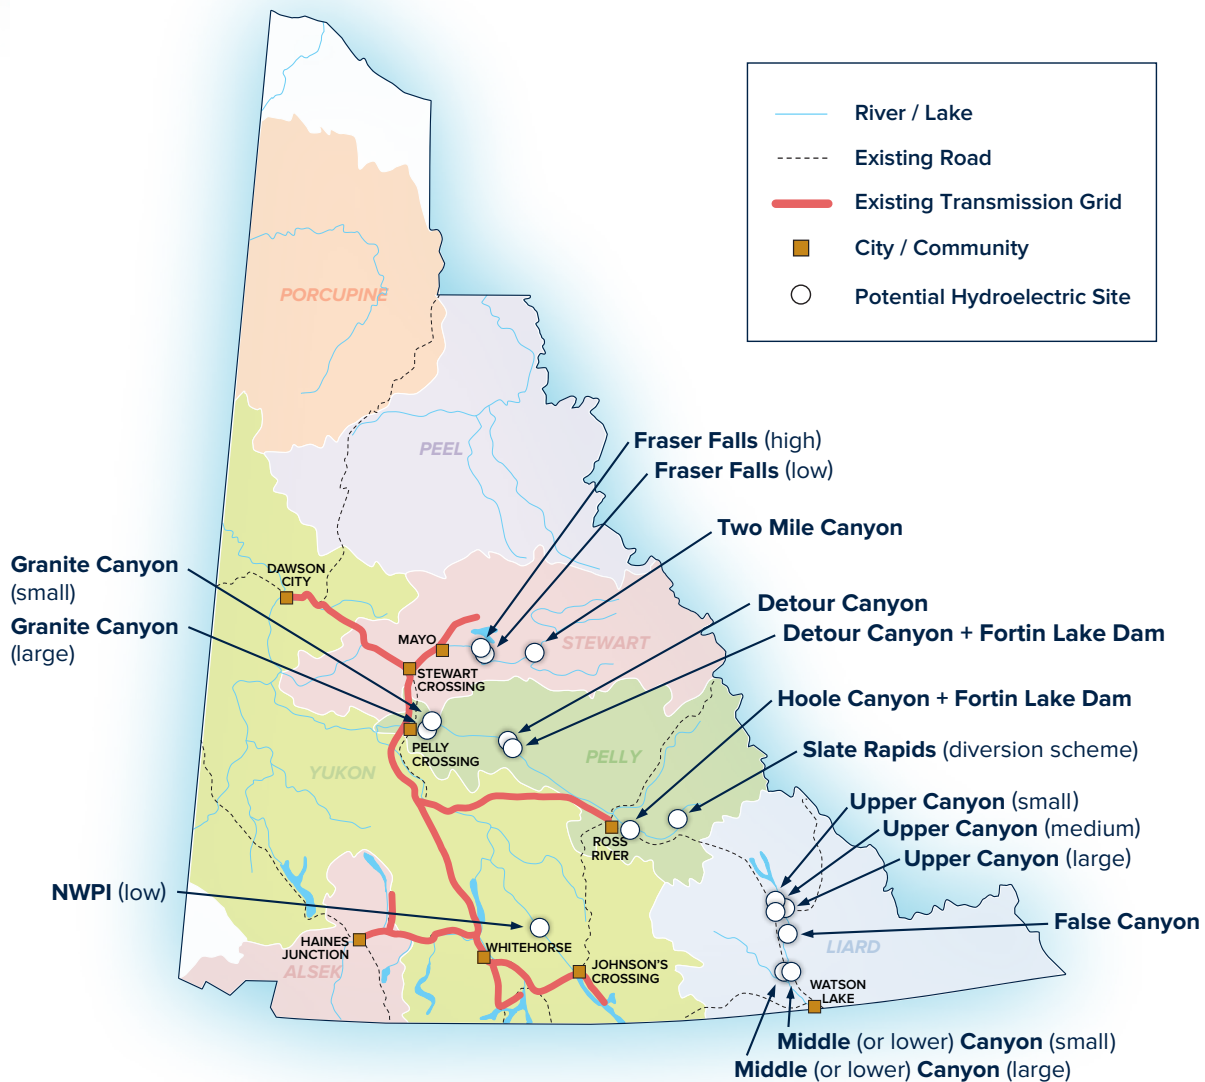 River / Lake
Existing Road
Existing Transmission Grid
City / Community
Potential Hydroelectric Site
PORCUPINE
PEEL
Fraser Falls (high)
Fraser Falls (low)
Two Mile Canyon
Granite Canyon
(small)
DAWSON
CITY
Detour Canyon
Granite Canyon
(large)
MAYO
STEWART
Detour Canyon + Fortin Lake Dam
STEWART
CROSSING
Hoole Canyon + Fortin Lake Dam
PELLY
CROSSING
PELLY
Slate Rapids (diversion scheme)
YUKON
Upper Canyon (small)
Upper Canyon (medium)
ROSS
RIVER
Upper Canyon (large)
NWPI (low)
False Canyon
HAINES
JUNCTION
WHITEHORSE
LIARD
ALSEK
JOHNSON'S
CROSSING
WATSON
LAKE
Middle (or lower) Canyon (small)
Middle (or lower) Canyon (large)